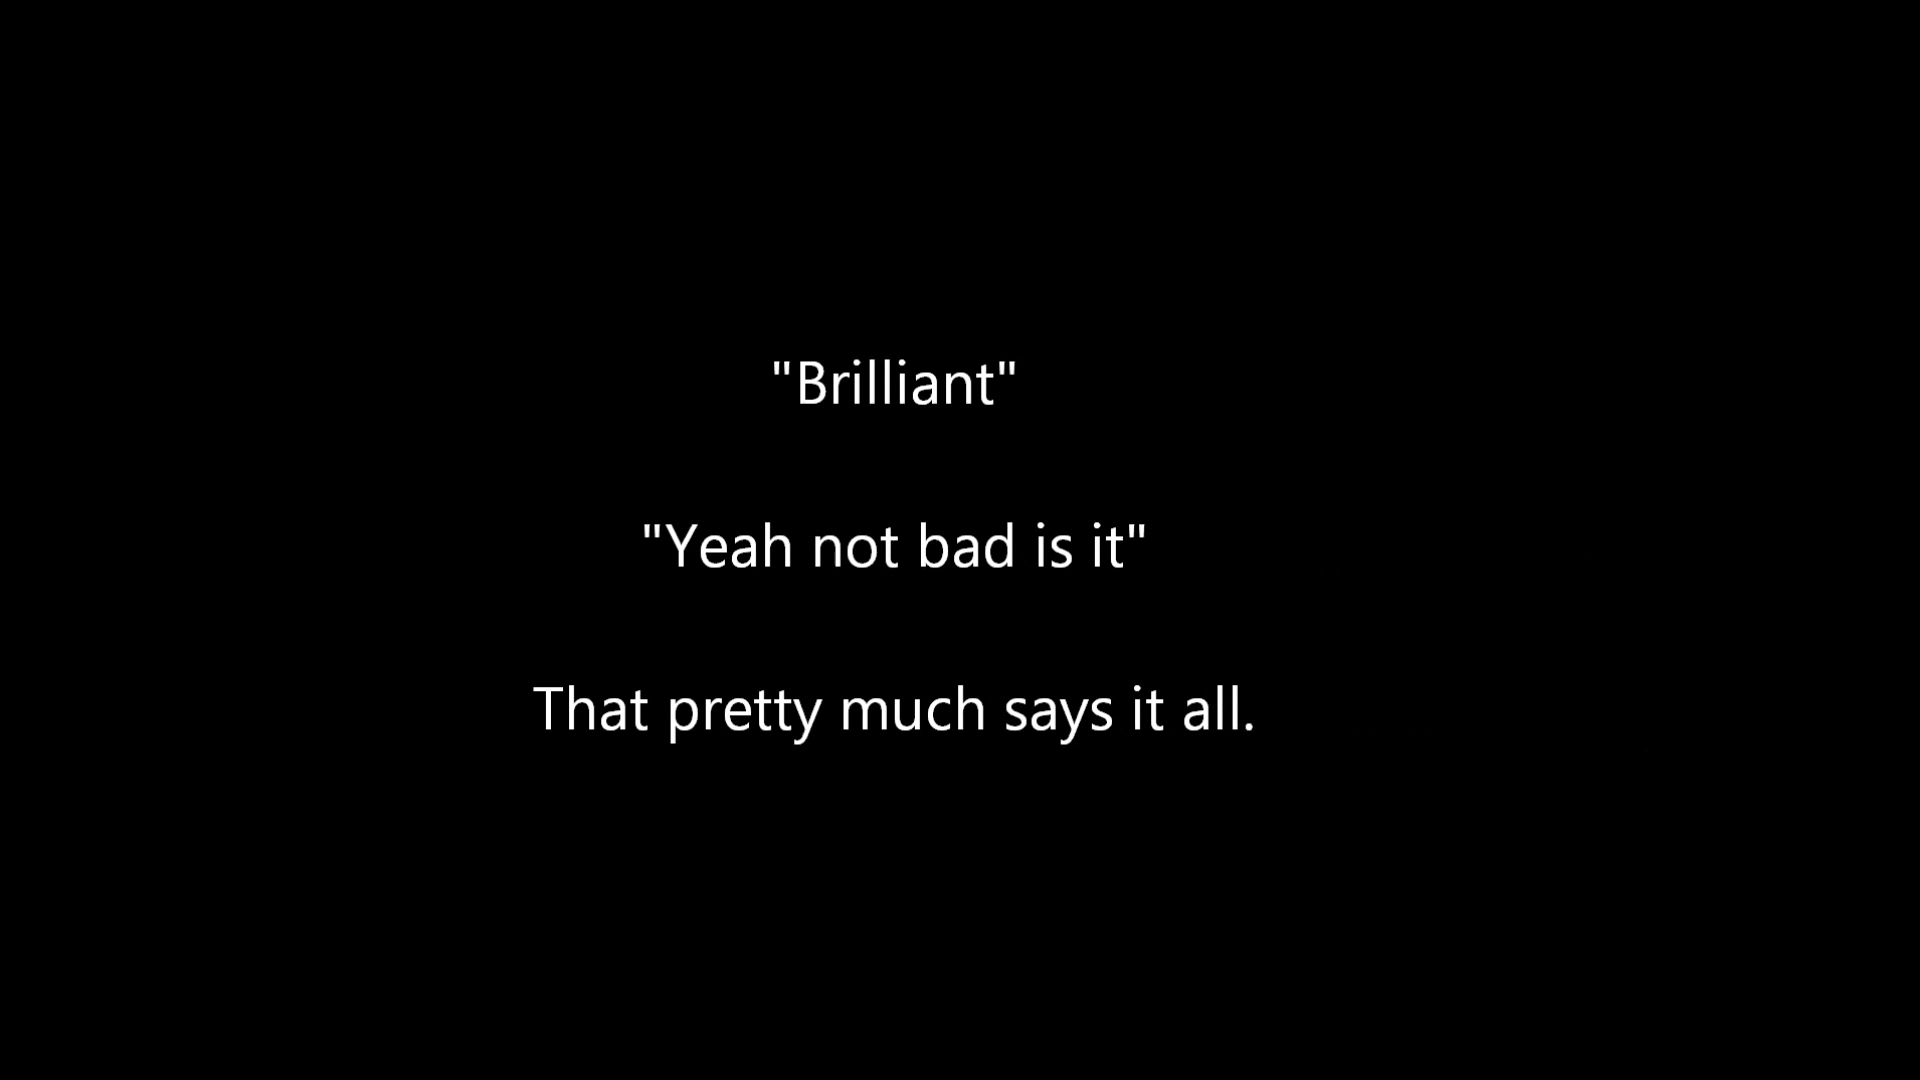 "Brilliant"
"Yeah not bad is it"
That pretty much says it all.